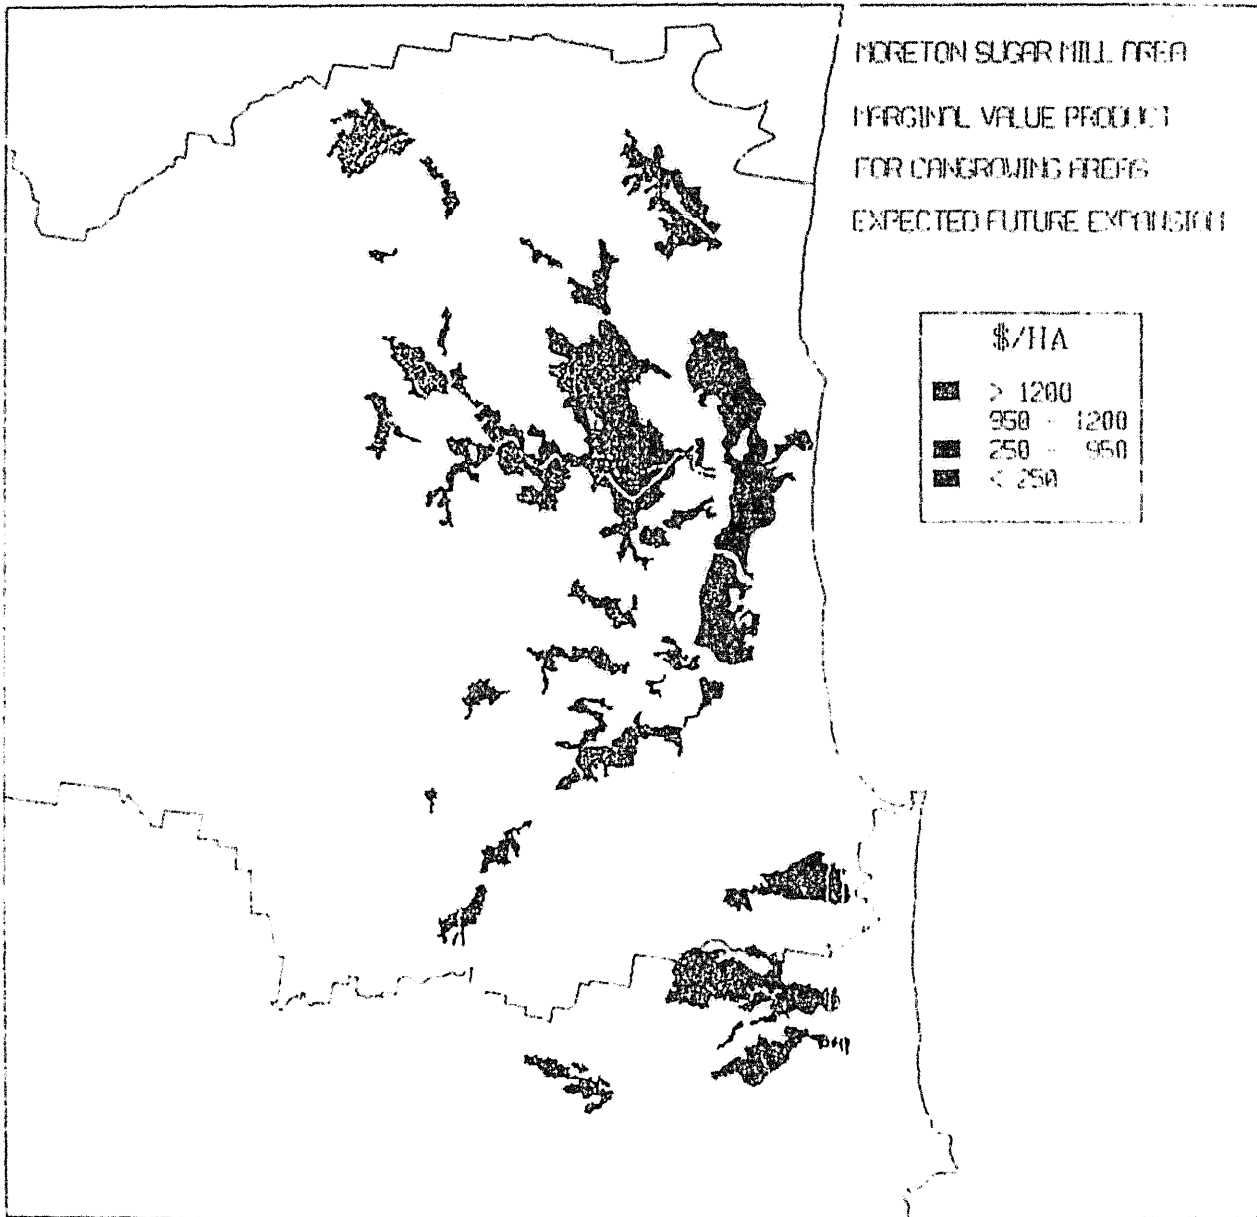 MORETON SUGAR MILL AREA
MARGINAL VALUE PRODUCT
FOR CANGROWING AREAS
EXPECTED FUTURE EXPANSION
$/HA
> 1200
950 - 1200
250 - 950
< 250